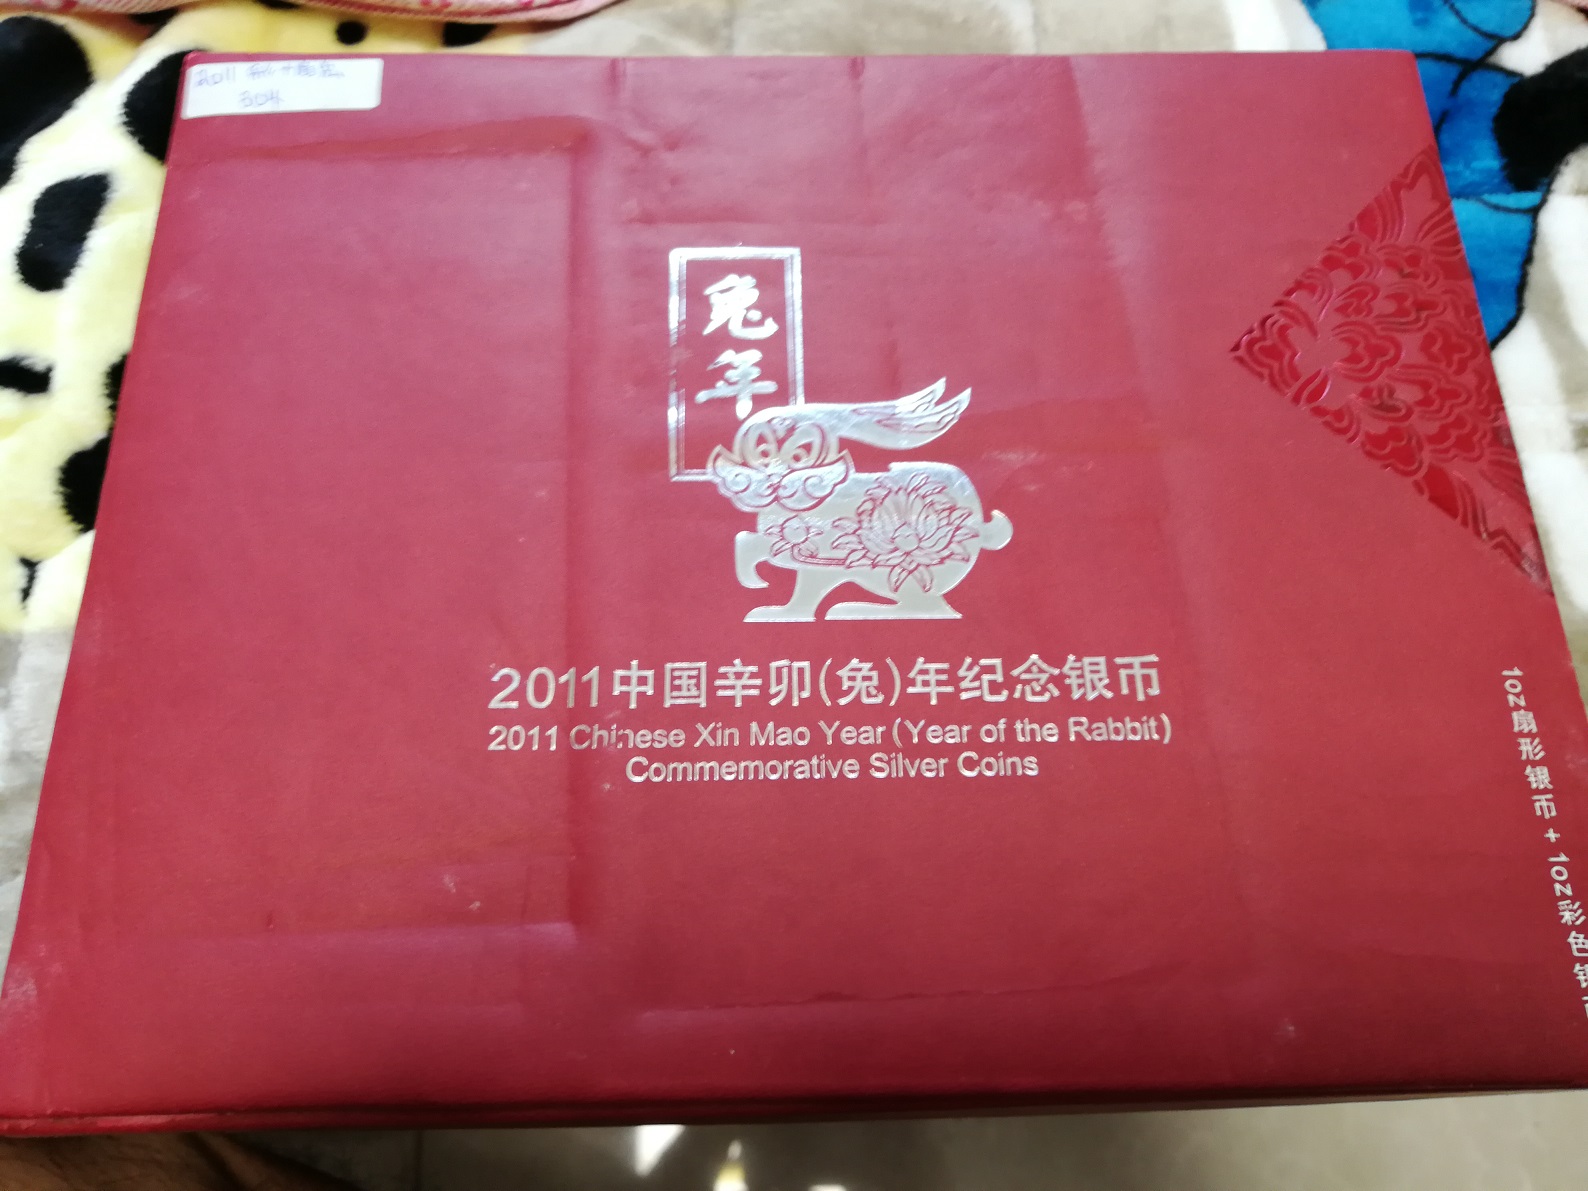 2011
兔年
2011中国辛卯(兔)年纪念银币
2011 Chinese Xin Mao Year (Year of the Rabbit)
Commemorative Silver Coins
1oz扇形银币+1oz彩色银币